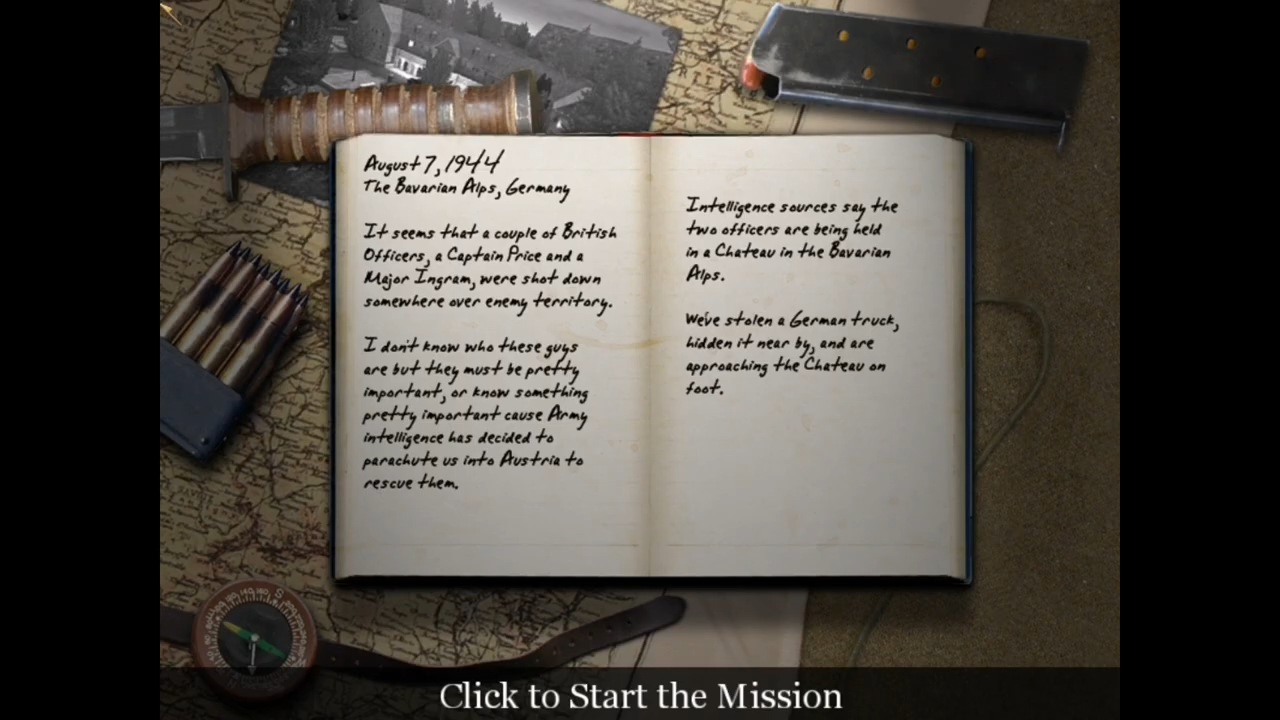 August 7, 1944
The Bavarian Alps, Germany
It seems that a couple of British
Officers, a Captain Price and a
Major Ingram, were shot down
somewhere over enemy territory.
I don't know who these guys
are but they must be pretty
important, or know something
pretty important cause Army
intelligence has decided to
parachute us into Austria to
rescue them.
Intelligence sources say the
two officers are being held
in a Chateau in the Bavarian
Alps.
We've stolen a German truck,
hidden it near by, and are
approaching the Chateau on
foot.
Click to Start the Mission